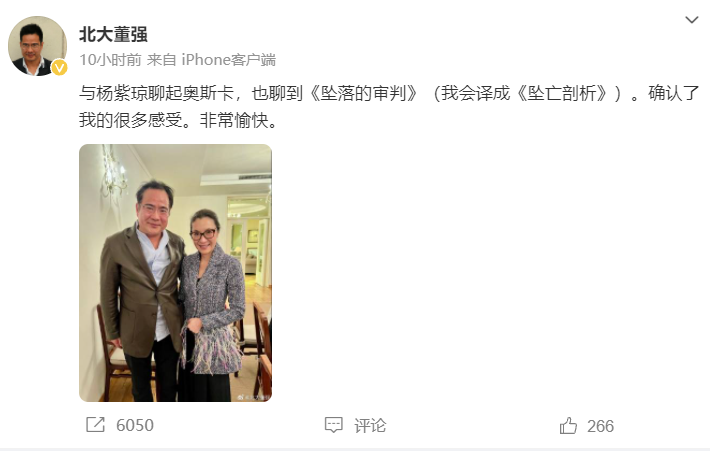 北大董强
10小时前 来自 iPhone客户端
与杨紫琼聊起奥斯卡，也聊到《坠落的审判》（我会译成《坠亡剖析》）。确认了
我的很多感受。非常愉快。
6050
评论
266